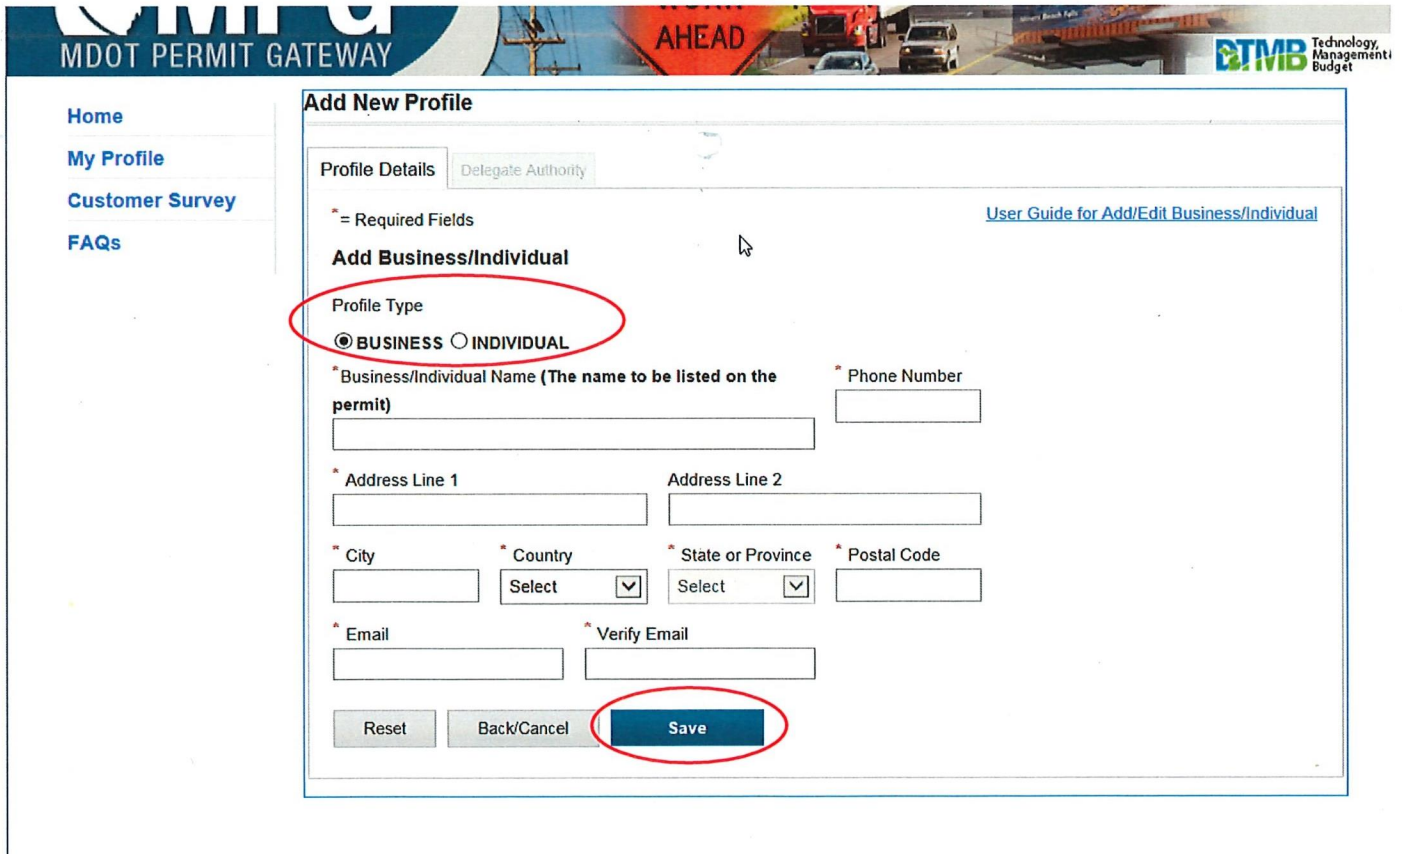 MPG
MDOT PERMIT GATEWAY
AHEAD
DTMB Technology,
Management &
Budget
Home
My Profile
Customer Survey
FAQs
Add New Profile
Profile Details Delegate Authority
*= Required Fields
User Guide for Add/Edit Business/Individual
Add Business/Individual
Profile Type
BUSINESS INDIVIDUAL
*Business/Individual Name (The name to be listed on the
permit)
* Phone Number
* Address Line 1 Address Line 2
* City * Country * State or Province * Postal Code
Select Select
* Email * Verify Email
Reset Back/Cancel Save